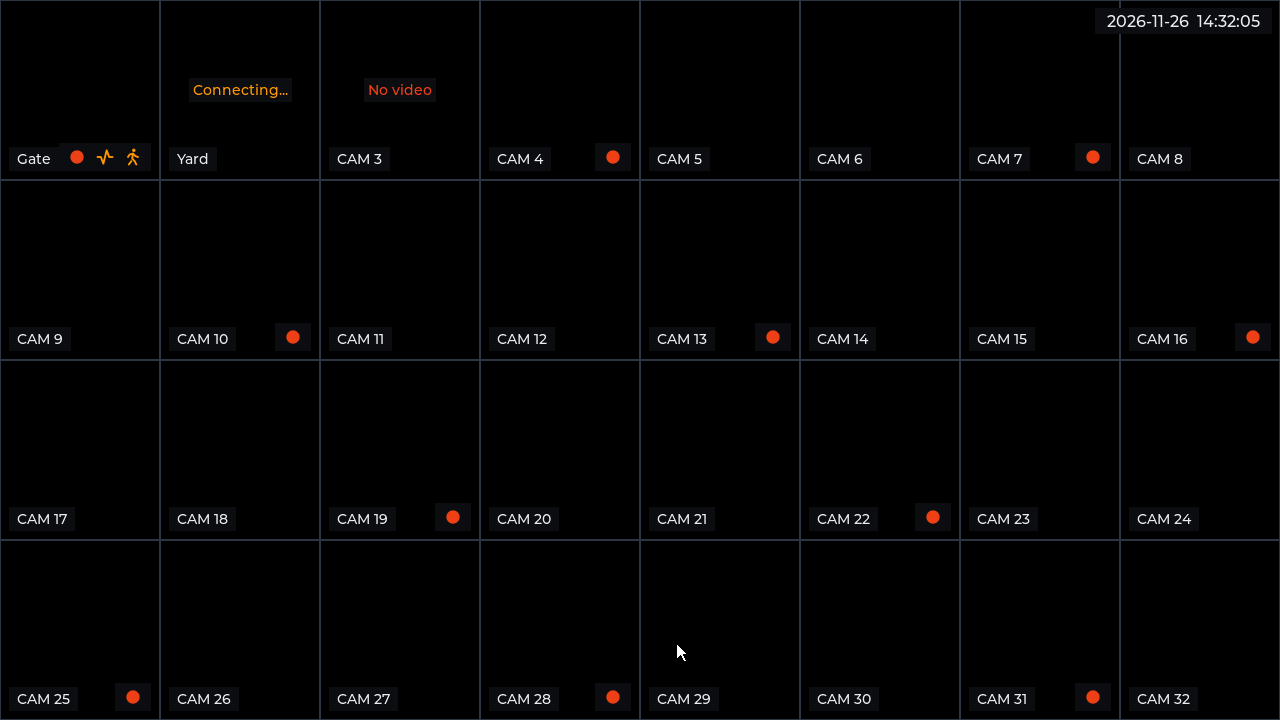 2026-11-26 14:32:05
Connecting...
No video
Gate
Yard
CAM 3
CAM 4
CAM 5
CAM 6
CAM 7
CAM 8
CAM 9
CAM 10
CAM 11
CAM 12
CAM 13
CAM 14
CAM 15
CAM 16
CAM 17
CAM 18
CAM 19
CAM 20
CAM 21
CAM 22
CAM 23
CAM 24
CAM 25
CAM 26
CAM 27
CAM 28
CAM 29
CAM 30
CAM 31
CAM 32